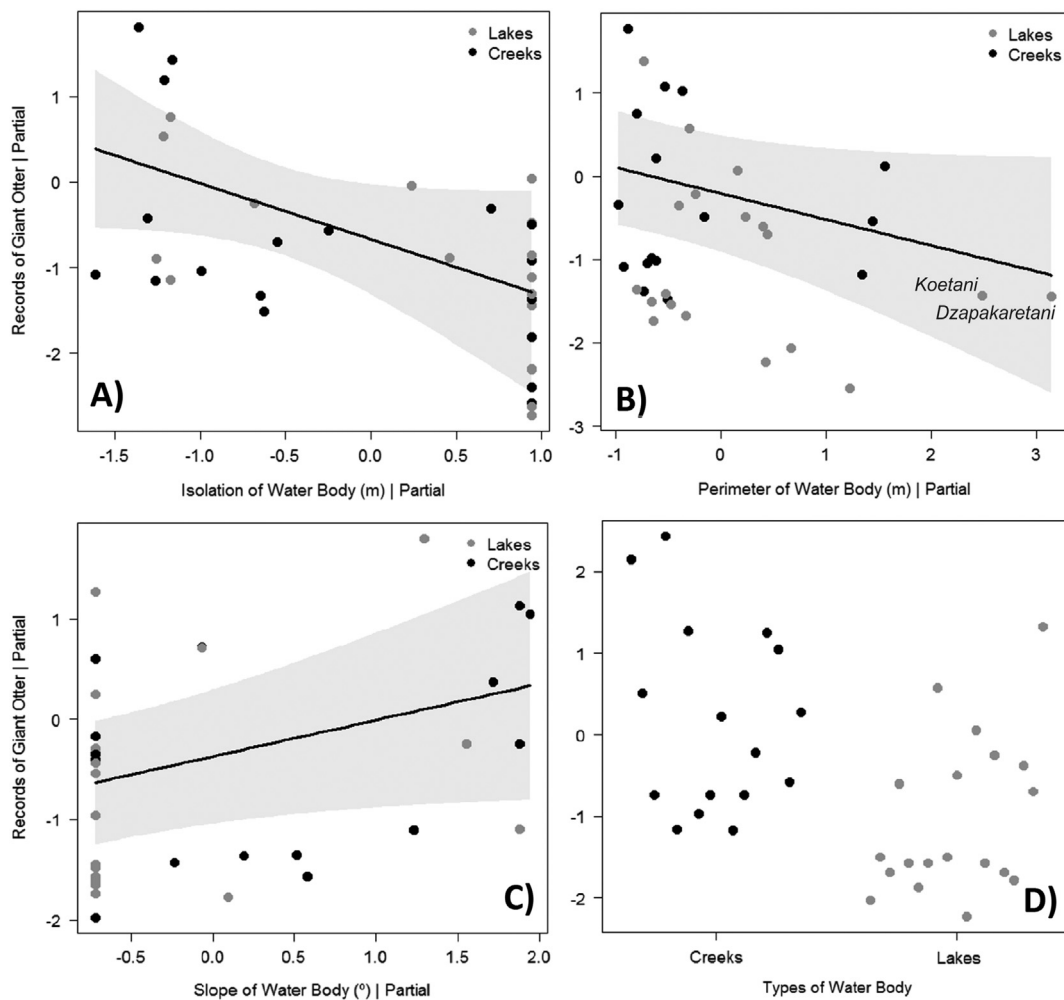 Lakes
Creeks
Records of Giant Otter | Partial
1
0
-1
-2
A)
-1.5
-1.0
-0.5
0
0.5
1.0
Isolation of Water Body (m) | Partial
Lakes
Creeks
1
0
-1
-2
-3
Koetani
Dzapakaretani
B)
-1
0
1
2
3
Perimeter of Water Body (m) | Partial
Lakes
Creeks
Records of Giant Otter | Partial
1
0
-1
-2
C)
-0.5
0.0
0.5
1.0
1.5
2.0
Slope of Water Body (º) | Partial
2
1
0
-1
-2
D)
Creeks
Lakes
Types of Water Body